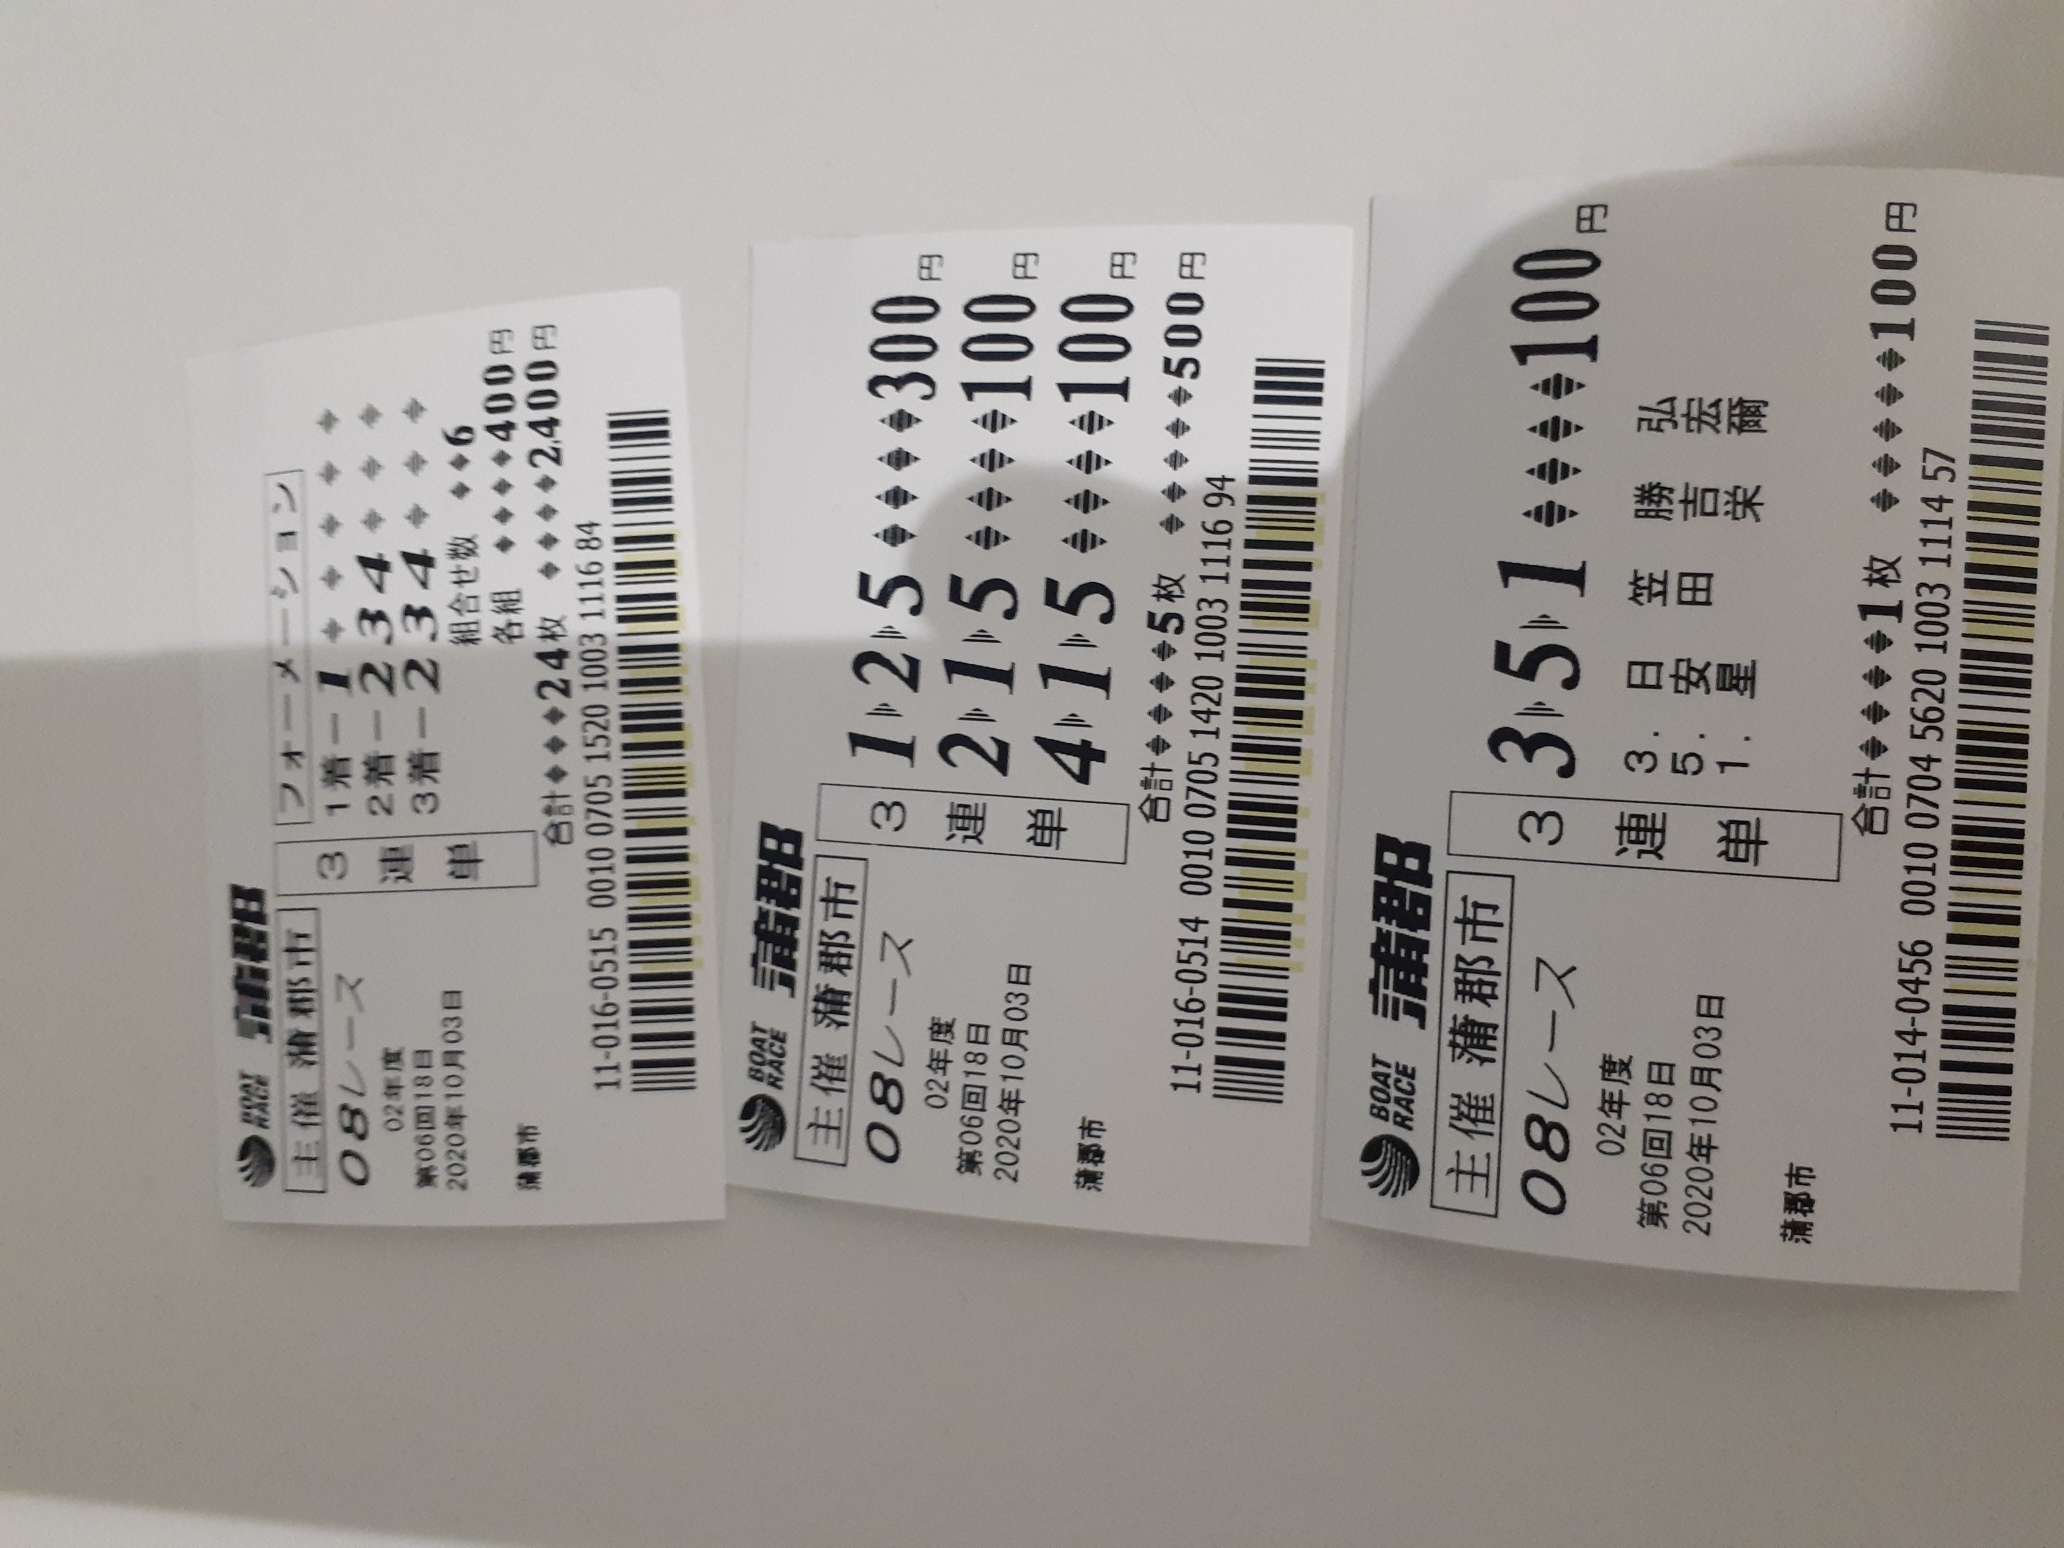 BOAT RACE 蒲郡B
主催 蒲郡市
08レース
02年度
第06回18日
2020年10月03日
蒲郡市
3連単
フォーメーション
1着-1
2着-234
3着-234
組合せ数 6
各組 400円
合計 24枚 2,400円
11-016-0515 0010 0705 1520 1003 1116 84
BOAT RACE 蒲郡B
主催 蒲郡市
08レース
02年度
第06回18日
2020年10月03日
蒲郡市
3連単
1 2 5 300円
2 1 5 100円
4 1 5 100円
合計 5枚 500円
11-016-0514 0010 0705 1420 1003 1116 94
BOAT RACE 蒲郡B
主催 蒲郡市
08レース
02年度
第06回18日
2020年10月03日
蒲郡市
3連単
3 5 1 100円
3. 日笠 勝弘
5. 安田 吉宏
1. 星 栄爾
合計 1枚 100円
11-014-0456 0010 0704 5620 1003 1114 57